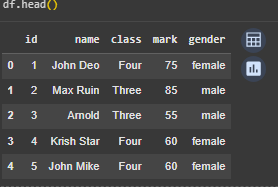 df.head()
id name class mark gender
0 1 John Deo Four 75 female
1 2 Max Ruin Three 85 male
2 3 Arnold Three 55 male
3 4 Krish Star Four 60 female
4 5 John Mike Four 60 female